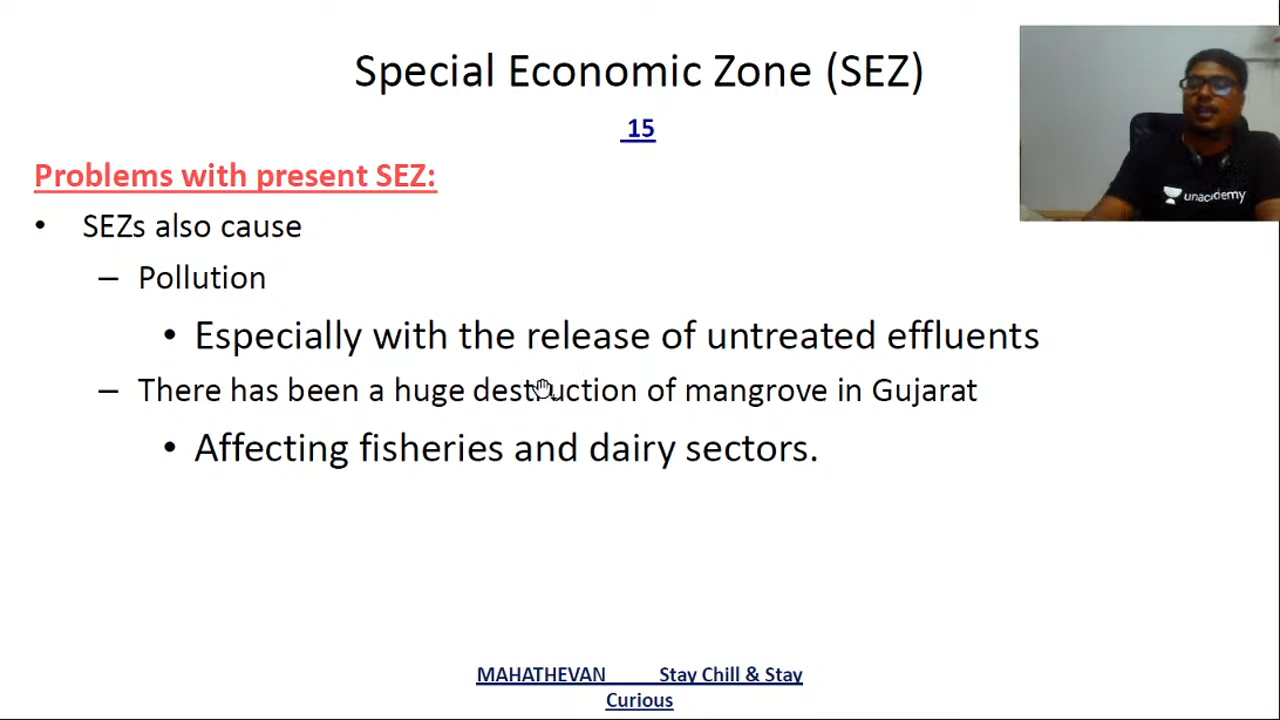 Special Economic Zone (SEZ)
15
Problems with present SEZ:
• SEZs also cause
– Pollution
• Especially with the release of untreated effluents
– There has been a huge destruction of mangrove in Gujarat
• Affecting fisheries and dairy sectors.
unacademy
MAHATHEVAN Stay Chill & Stay
Curious